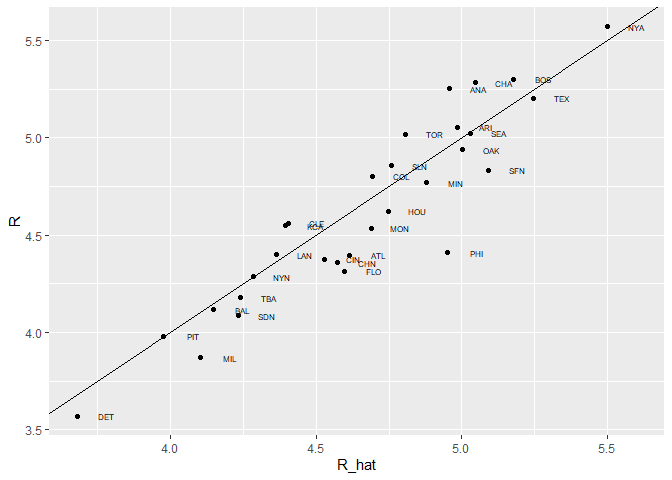 5.5
5.0
4.5
4.0
3.5
R
NYA
BOS
CHA
ANA
TEX
ARI
SEA
TOR
OAK
SLN
SFN
COL
MIN
HOU
CLE
KCA
MON
PHI
LAN
ATL
CIN
CHN
FLO
NYN
TBA
BAL
SDN
PIT
MIL
DET
4.0 4.5 5.0 5.5
R_hat